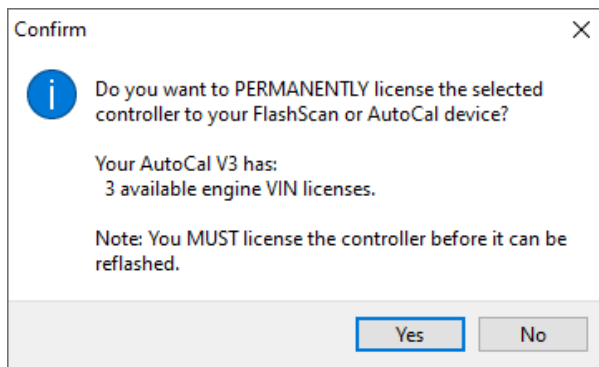 Confirm
Do you want to PERMANENTLY license the selected
controller to your FlashScan or AutoCal device?
Your AutoCal V3 has:
3 available engine VIN licenses.
Note: You MUST license the controller before it can be
reflashed.
Yes
No